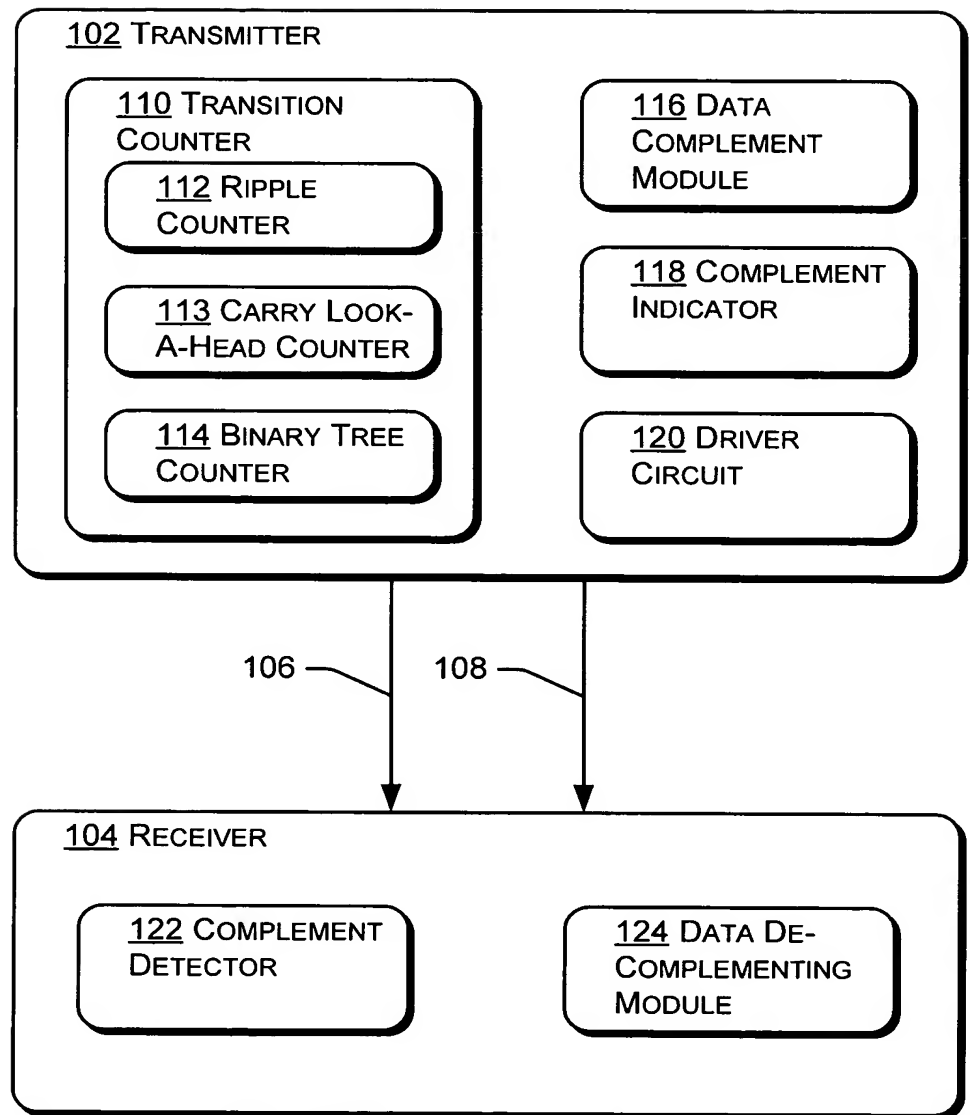 102 TRANSMITTER
110 TRANSITION
COUNTER
112 RIPPLE
COUNTER
113 CARRY LOOK-
A-HEAD COUNTER
114 BINARY TREE
COUNTER
116 DATA
COMPLEMENT
MODULE
118 COMPLEMENT
INDICATOR
120 DRIVER
CIRCUIT
106
108
104 RECEIVER
122 COMPLEMENT
DETECTOR
124 DATA DE-
COMPLEMENTING
MODULE